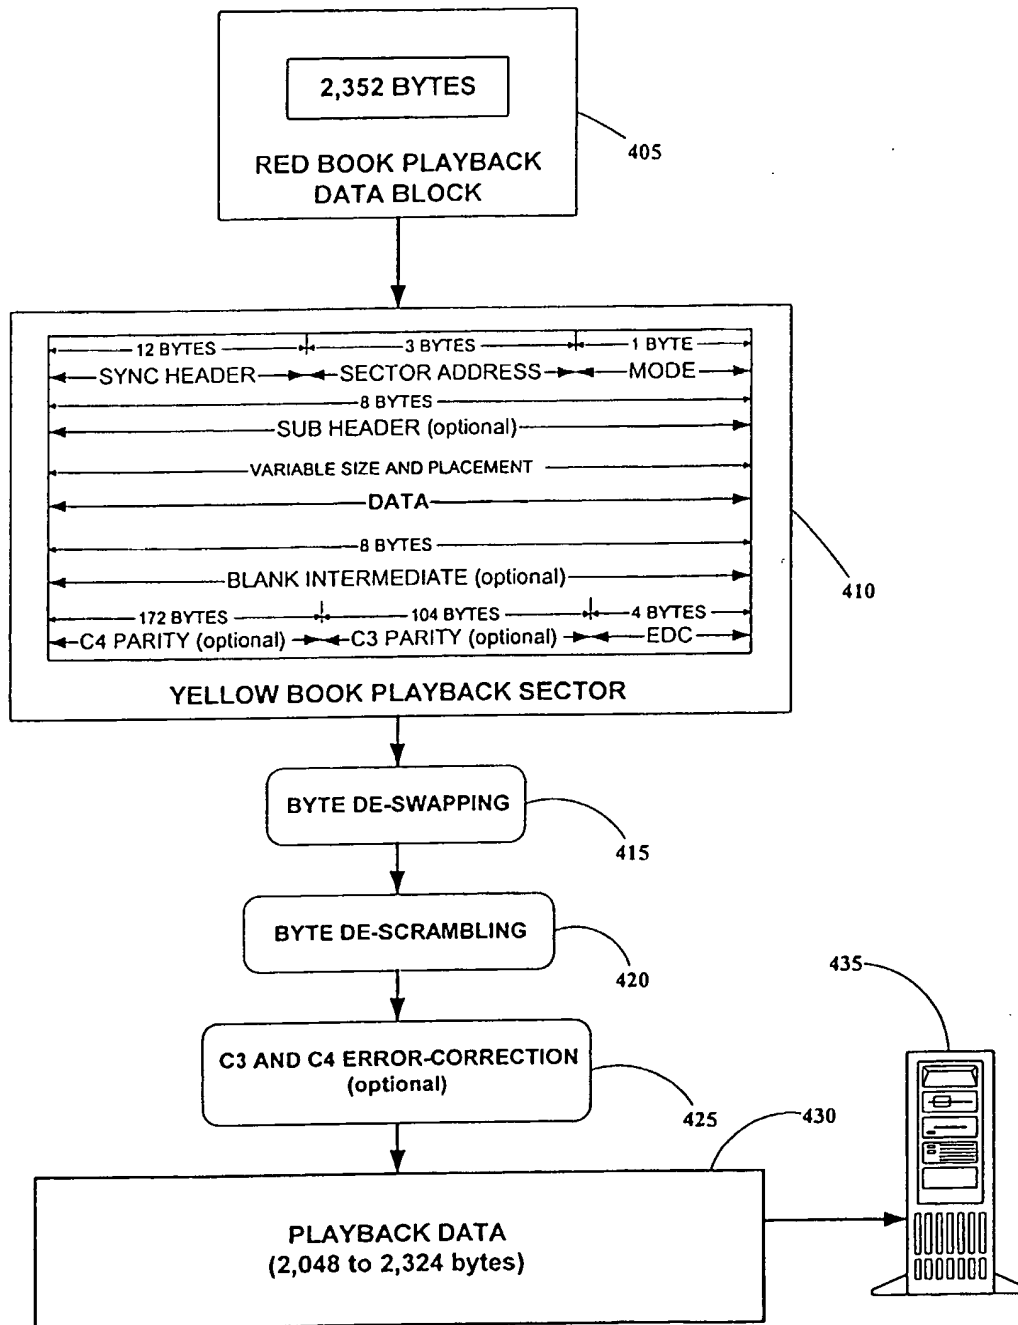 2,352 BYTES
RED BOOK PLAYBACK
DATA BLOCK
405
12 BYTES 3 BYTES 1 BYTE
SYNC HEADER SECTOR ADDRESS MODE
8 BYTES
SUB HEADER (optional)
VARIABLE SIZE AND PLACEMENT
DATA
8 BYTES
BLANK INTERMEDIATE (optional)
410
172 BYTES 104 BYTES 4 BYTES
C4 PARITY (optional) C3 PARITY (optional) EDC
YELLOW BOOK PLAYBACK SECTOR
BYTE DE-SWAPPING
415
BYTE DE-SCRAMBLING
420
435
C3 AND C4 ERROR-CORRECTION
(optional)
425
430
PLAYBACK DATA
(2,048 to 2,324 bytes)